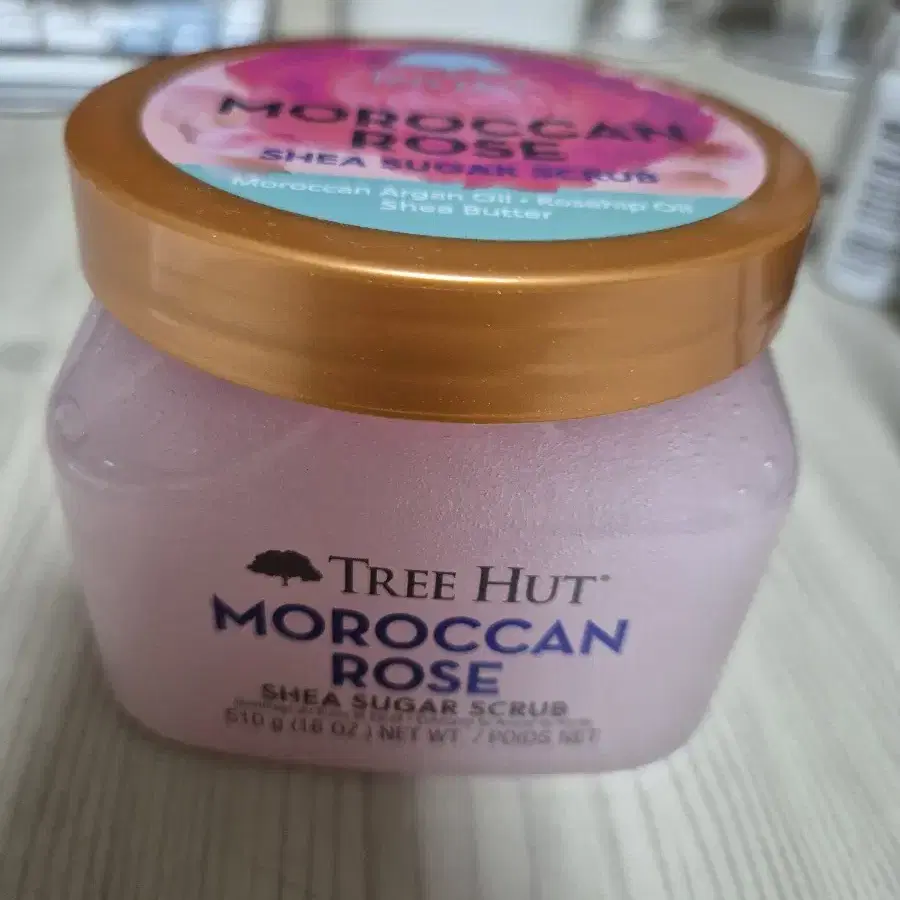 MOROCCAN
ROSE
SHEA SUGAR SCRUB
Moroccan Argan Oil • Rosehip Oil
Shea Butter
TREE HUT
MOROCCAN
ROSE
SHEA SUGAR SCRUB
510 g (18 OZ.) NET WT. / POIDS NET